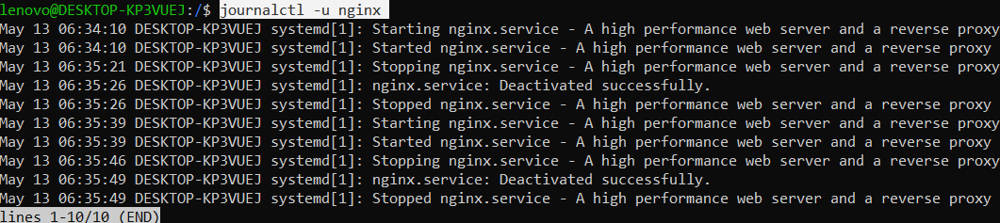 lenovo@DESKTOP-KP3VUEJ:/$ journalctl -u nginx
May 13 06:34:10 DESKTOP-KP3VUEJ systemd[1]: Starting nginx.service - A high performance web server and a reverse proxy
May 13 06:34:10 DESKTOP-KP3VUEJ systemd[1]: Started nginx.service - A high performance web server and a reverse proxy
May 13 06:35:21 DESKTOP-KP3VUEJ systemd[1]: Stopping nginx.service - A high performance web server and a reverse proxy
May 13 06:35:26 DESKTOP-KP3VUEJ systemd[1]: nginx.service: Deactivated successfully.
May 13 06:35:26 DESKTOP-KP3VUEJ systemd[1]: Stopped nginx.service - A high performance web server and a reverse proxy
May 13 06:35:39 DESKTOP-KP3VUEJ systemd[1]: Starting nginx.service - A high performance web server and a reverse proxy
May 13 06:35:39 DESKTOP-KP3VUEJ systemd[1]: Started nginx.service - A high performance web server and a reverse proxy
May 13 06:35:46 DESKTOP-KP3VUEJ systemd[1]: Stopping nginx.service - A high performance web server and a reverse proxy
May 13 06:35:49 DESKTOP-KP3VUEJ systemd[1]: nginx.service: Deactivated successfully.
May 13 06:35:49 DESKTOP-KP3VUEJ systemd[1]: Stopped nginx.service - A high performance web server and a reverse proxy
lines 1-10/10 (END)